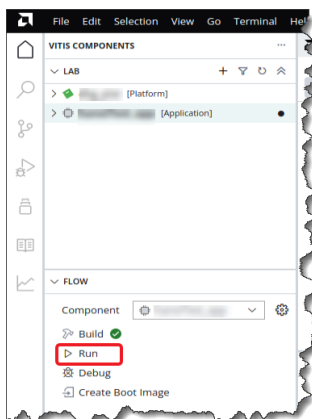 File Edit Selection View Go Terminal Hel
VITIS COMPONENTS
LAB
[Platform]
[Application]
FLOW
Component
Build
Run
Debug
Create Boot Image